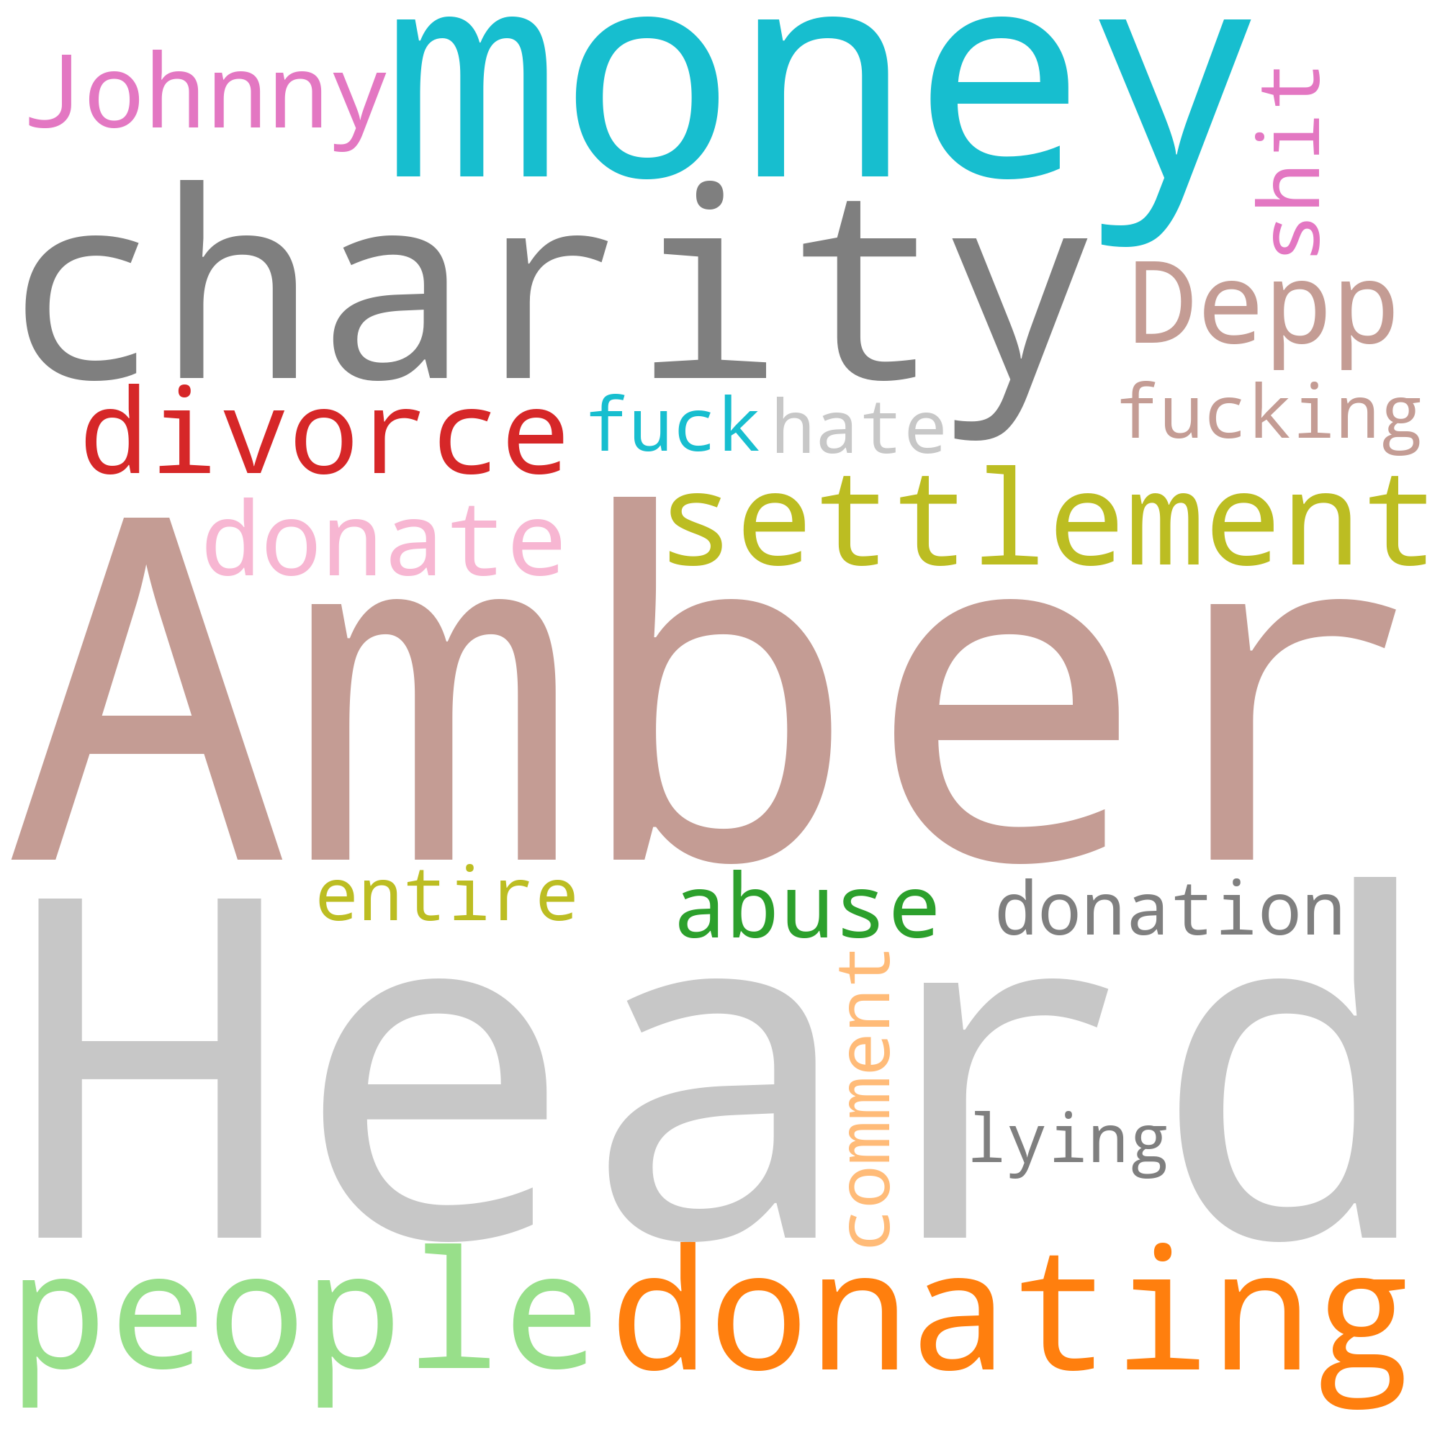 Johnny money shit
charity Depp
divorce fuck hate fucking
donate settlement
Amber
entire abuse donation
Heard
comment lying
people donating